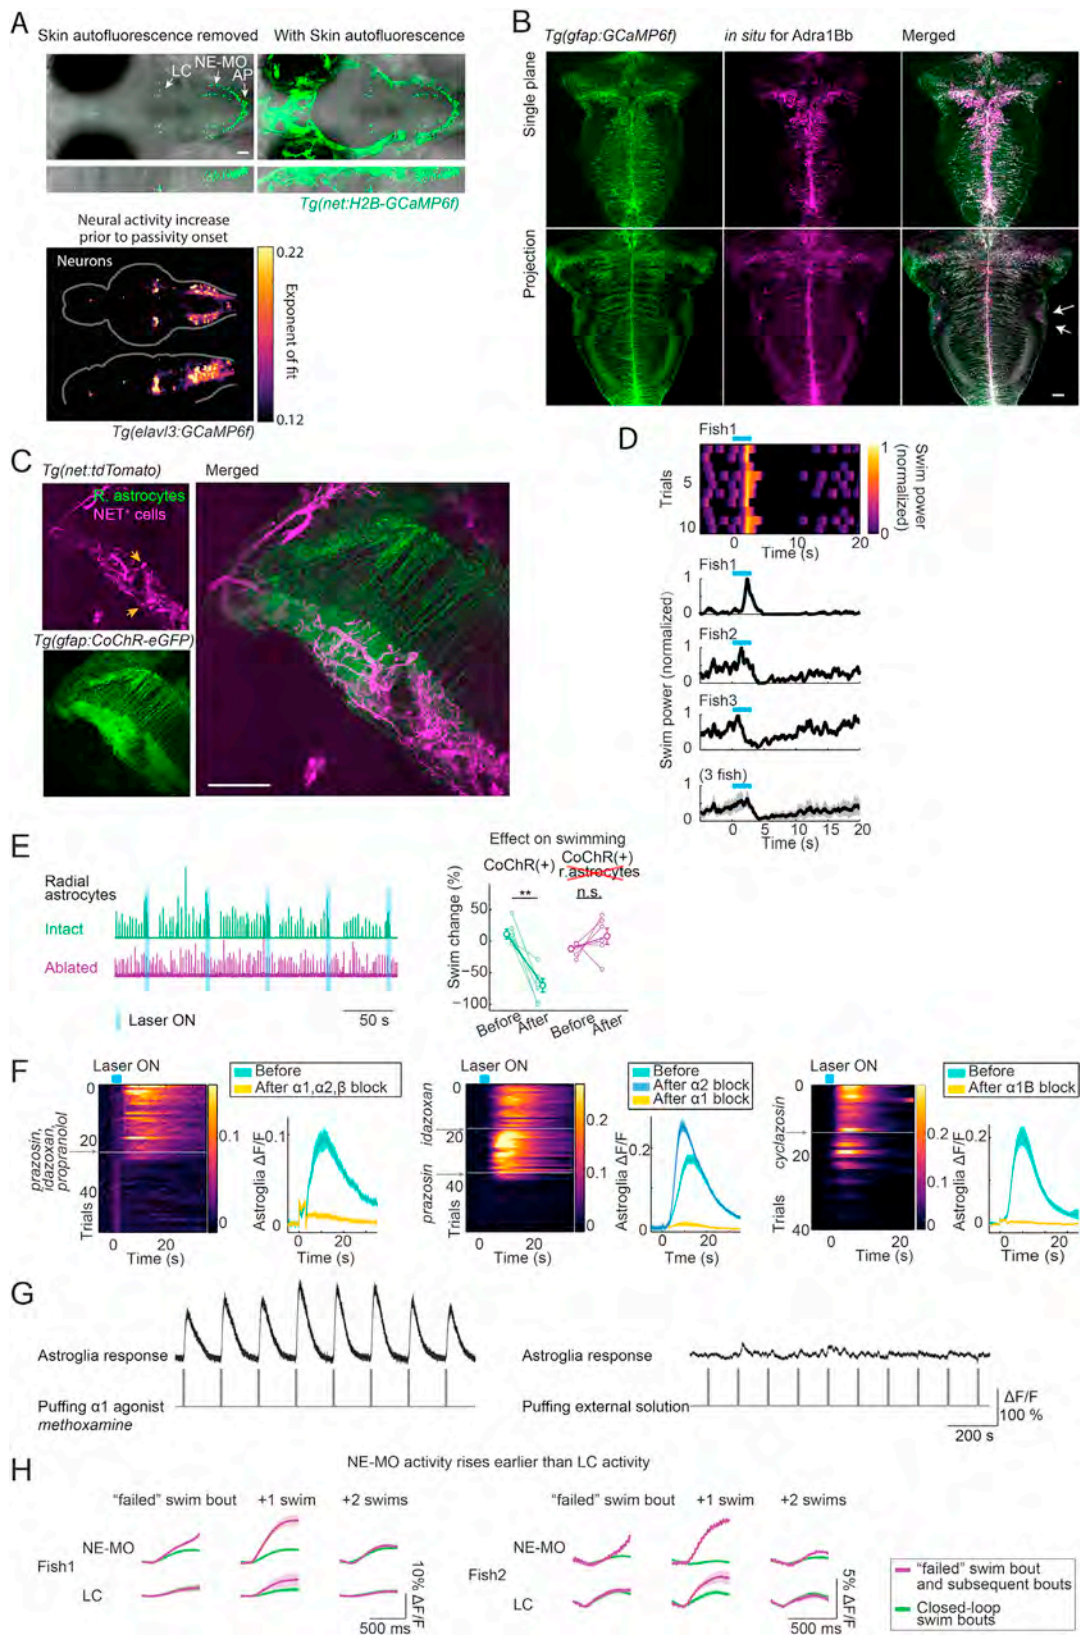 A
Skin autofluorescence removed
With Skin autofluorescence
LC
NE-MO
AP
Tg(net:H2B-GCaMP6f)
Neural activity increase
prior to passivity onset
Neurons
0.22
Exponent of fit
0.12
Tg(elavl3:GCaMP6f)
B
Tg(gfap:GCaMP6f)
in situ for Adra1Bb
Merged
Single plane
Projection
C
Tg(net:tdTomato)
Merged
R. astrocytes
NET+ cells
Tg(gfap:CoChR-eGFP)
D
Fish1
Trials
5
10
0 10 20
Time (s)
1
0
Swim power
(normalized)
Fish1
1
0
Fish2
1
0
Fish3
1
0
(3 fish)
1
0
Swim power (normalized)
0 5 10 15 20
Time (s)
E
Radial
astrocytes
Intact
Ablated
Laser ON
50 s
Effect on swimming
CoChR(+)
CoChR(+)
r.astrocytes
**
n.s.
Swim change (%)
50
0
−50
−100
Before
After
Before
After
F
Laser ON
0
20
40
Trials
prazosin,
idazoxan,
propranolol
0 20
Time (s)
0.1
0
Before
After α1,α2,β block
Astroglia ΔF/F
0.1
0
0 20
Time (s)
Laser ON
0
20
40
Trials
idazoxan
prazosin
0 20
Time (s)
0.2
0.1
0
Before
After α2 block
After α1 block
Astroglia ΔF/F
0.2
0
0 20
Time (s)
Laser ON
0
20
40
Trials
cyclazosin
0 20
Time (s)
0.2
0.1
0
Before
After α1B block
Astroglia ΔF/F
0.2
0
0 20
Time (s)
G
Astroglia response
Puffing α1 agonist
methoxamine
Astroglia response
Puffing external solution
ΔF/F
100 %
200 s
H
NE-MO activity rises earlier than LC activity
"failed" swim bout
+1 swim
+2 swims
NE-MO
Fish1
LC
10% ΔF/F
500 ms
"failed" swim bout
+1 swim
+2 swims
NE-MO
Fish2
LC
5% ΔF/F
500 ms
"failed" swim bout
and subsequent bouts
Closed-loop
swim bouts